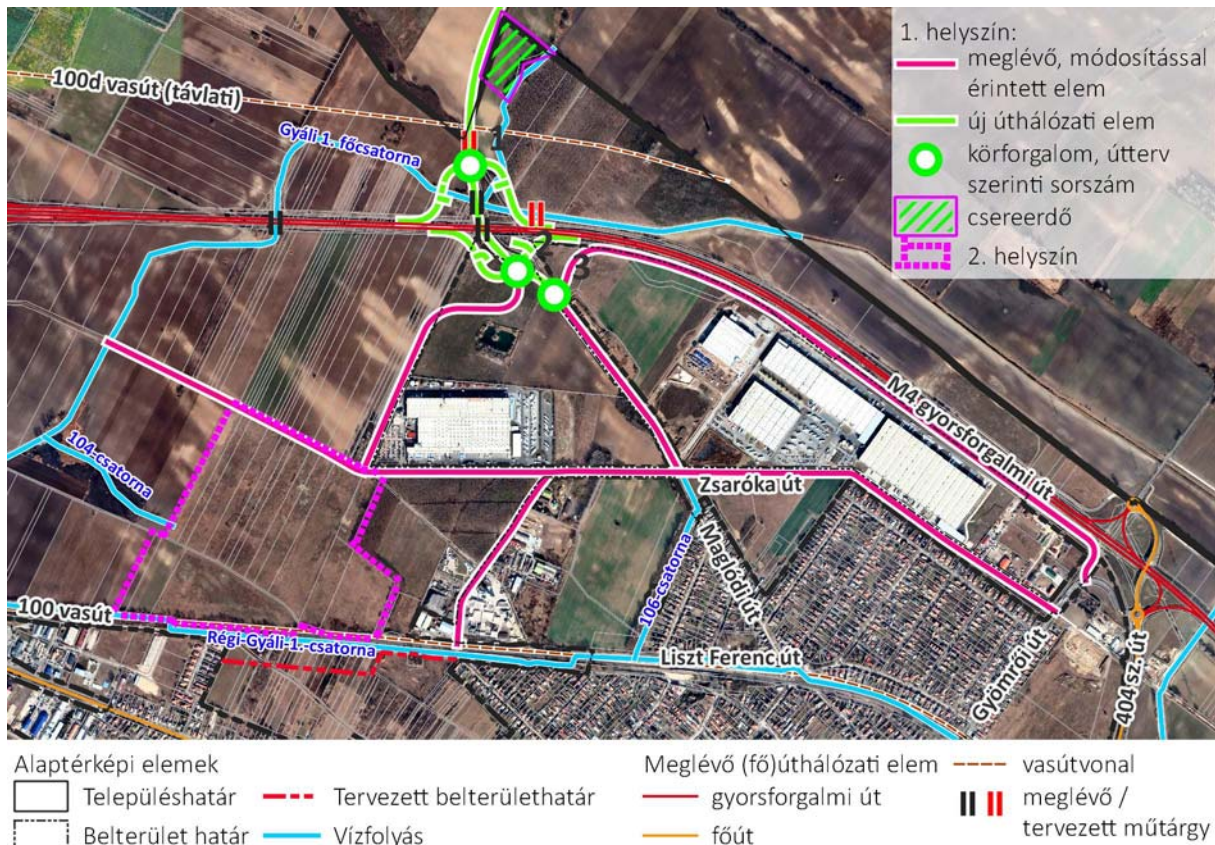 1. helyszín:
meglévő, módosítással
érintett elem
új úthálózati elem
körforgalom, útterv
szerinti sorszám
csereerdő
2. helyszín
100d vasút (távlati)
Gyáli 1. főcsatorna
1
2
3
M4 gyorsforgalmi út
104-csatorna
Zsaróka út
Maglódi út
106-csatorna
100 vasút
Régi-Gyáli-1.-csatorna
Liszt Ferenc út
Gyömrői út
404 sz. út
Alaptérképi elemek
Településhatár
Belterület határ
Tervezett belterülethatár
Vízfolyás
Meglévő (fő)úthálózati elem
gyorsforgalmi út
főút
vasútvonal
meglévő /
tervezett műtárgy